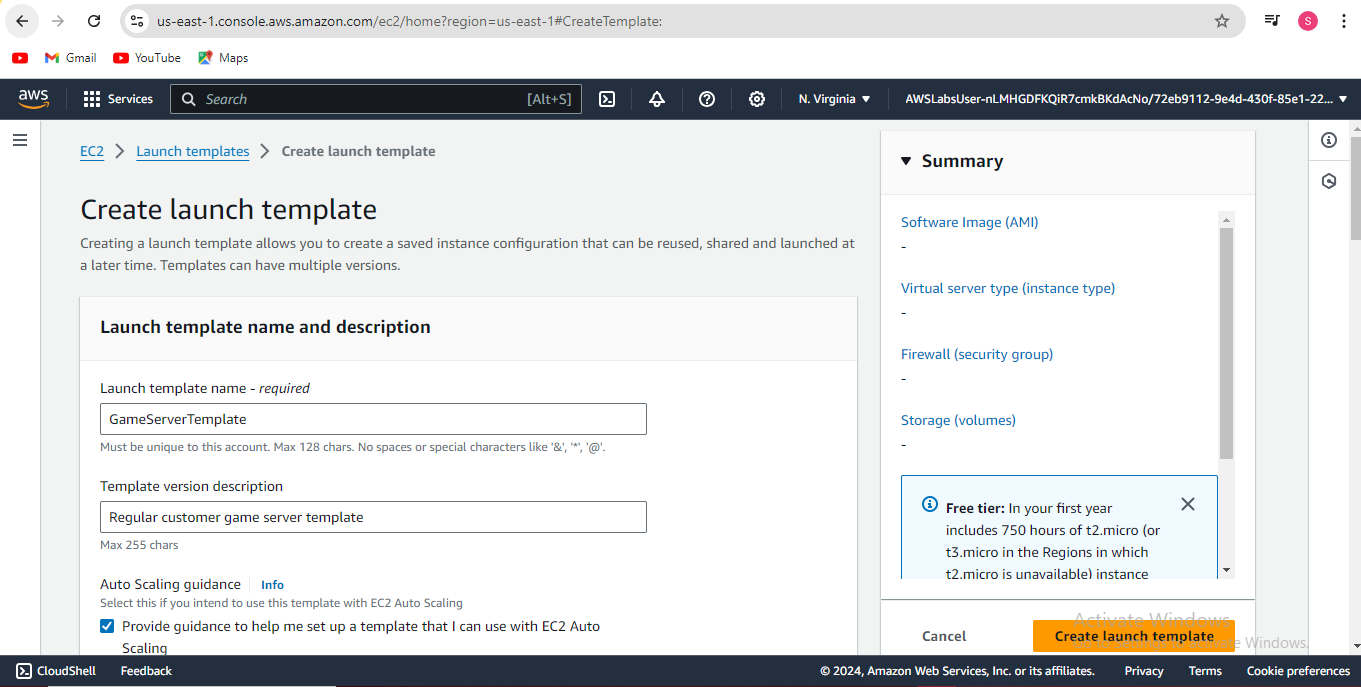 us-east-1.console.aws.amazon.com/ec2/home?region=us-east-1#CreateTemplate:
S
Gmail
YouTube
Maps
aws
Services
Search
[Alt+S]
N. Virginia
AWSLabsUser-nLMHGDFKQiR7cmkBKdAcNo/72eb9112-9e4d-430f-85e1-22...
EC2
Launch templates
Create launch template
Create launch template
Creating a launch template allows you to create a saved instance configuration that can be reused, shared and launched at
a later time. Templates can have multiple versions.
Launch template name and description
Launch template name - required
GameServerTemplate
Must be unique to this account. Max 128 chars. No spaces or special characters like '&', '*', '@'.
Template version description
Regular customer game server template
Max 255 chars
Auto Scaling guidance
Info
Select this if you intend to use this template with EC2 Auto Scaling
Provide guidance to help me set up a template that I can use with EC2 Auto
Scaling
Summary
Software Image (AMI)
-
Virtual server type (instance type)
-
Firewall (security group)
-
Storage (volumes)
-
Free tier: In your first year
includes 750 hours of t2.micro (or
t3.micro in the Regions in which
t2.micro is unavailable) instance
Cancel
Create launch template
Activate Windows
Windows.
CloudShell
Feedback
© 2024, Amazon Web Services, Inc. or its affiliates.
Privacy
Terms
Cookie preferences